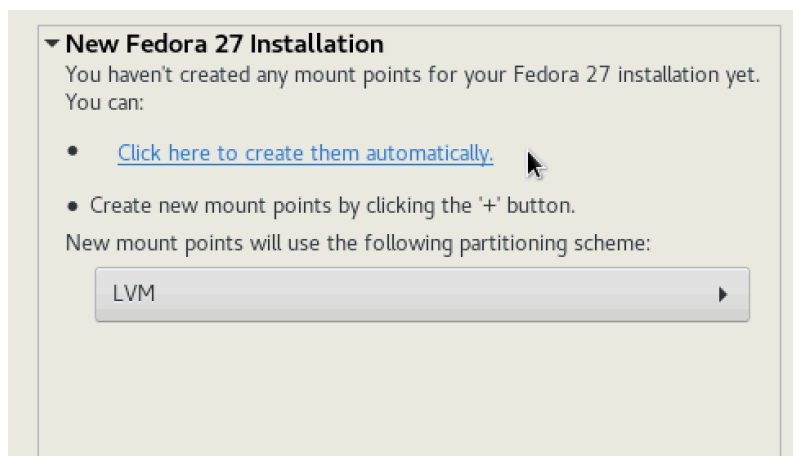 New Fedora 27 Installation
You haven't created any mount points for your Fedora 27 installation yet.
You can:
• Click here to create them automatically.
• Create new mount points by clicking the '+' button.
New mount points will use the following partitioning scheme:
LVM